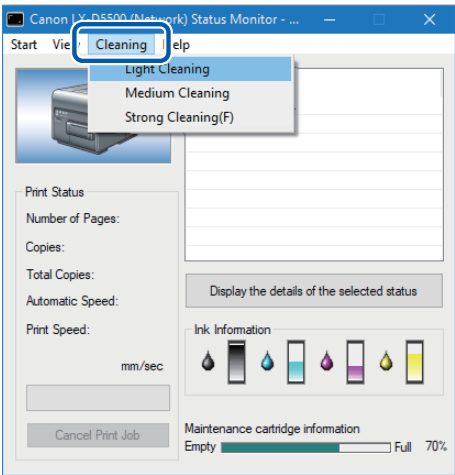 Canon LX-D5500 (Network) Status Monitor - ...
Start View Cleaning Help
Light Cleaning
Medium Cleaning
Strong Cleaning(F)
Print Status
Number of Pages:
Copies:
Total Copies:
Automatic Speed:
Print Speed:
mm/sec
Cancel Print Job
Display the details of the selected status
Ink Information
Maintenance cartridge information
Empty Full 70%